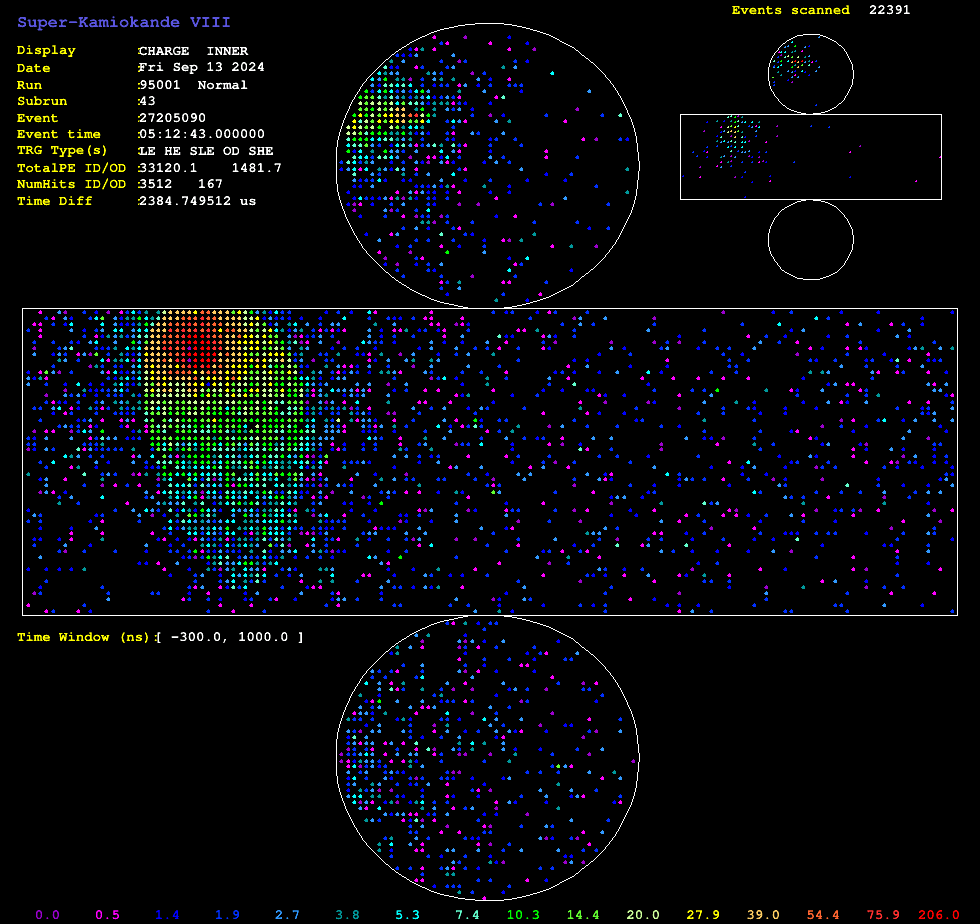 Super-Kamiokande VIII
Events scanned 22391
Display :CHARGE INNER
Date :Fri Sep 13 2024
Run :95001 Normal
Subrun :43
Event :27205090
Event time :05:12:43.000000
TRG Type(s) :LE HE SLE OD SHE
TotalPE ID/OD :33120.1 1481.7
NumHits ID/OD :3512 167
Time Diff :2384.749512 us
Time Window (ns):[ -300.0, 1000.0 ]
0.0 0.5 1.4 1.9 2.7 3.8 5.3 7.4 10.3 14.4 20.0 27.9 39.0 54.4 75.9 206.0